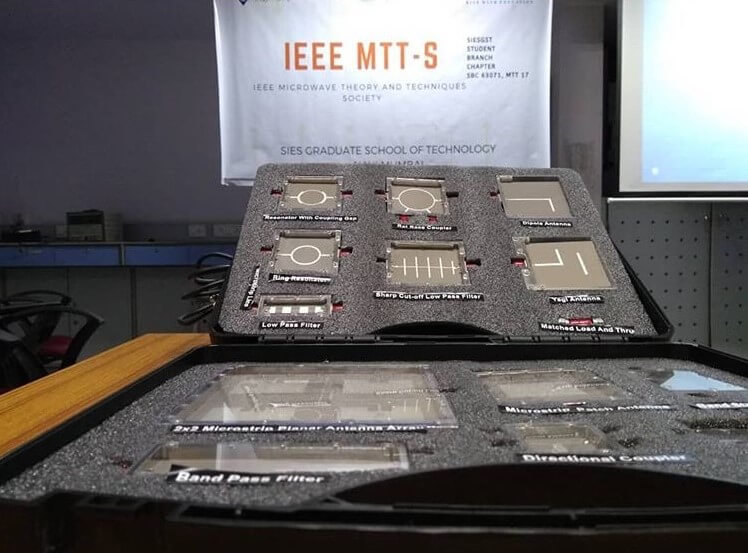 IEEE MTT-S
SIESGST
STUDENT
BRANCH
CHAPTER
SBC 63071, MTT 17
IEEE MICROWAVE THEORY AND TECHNIQUES
SOCIETY
SIES GRADUATE SCHOOL OF TECHNOLOGY
MUMBAI
Resonator With Coupling Gap
Rat Race Coupler
Dipole Antenna
Ring Resonator
Sharp Cut-off Low Pass Filter
Yagi Antenna
Low Pass Filter
Matched Load And Thru
2x2 Microstrip Planar Antenna Array
Microstrip Patch Antenna
Band Pass Filter
Directional Coupler